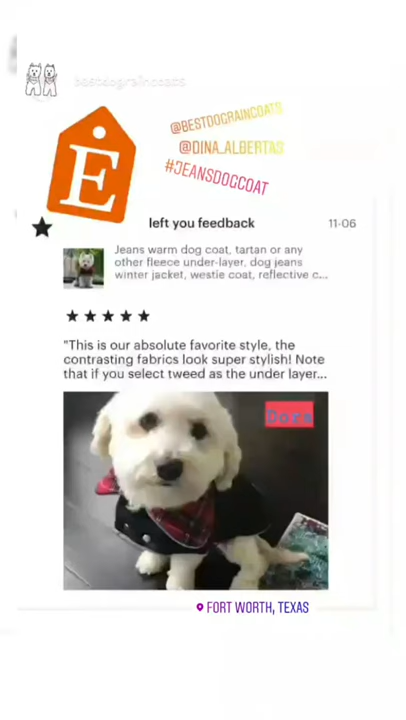 bestdograincoats
@BESTDOGRAINCOATS
@DINA_ALBERTAS
#JEANSDOGCOAT
E
left you feedback 11-06
Jeans warm dog coat, tartan or any
other fleece under-layer, dog jeans
winter jacket, westie coat, reflective c...
"This is our absolute favorite style, the
contrasting fabrics look super stylish! Note
that if you select tweed as the under layer...
Dora
FORT WORTH, TEXAS